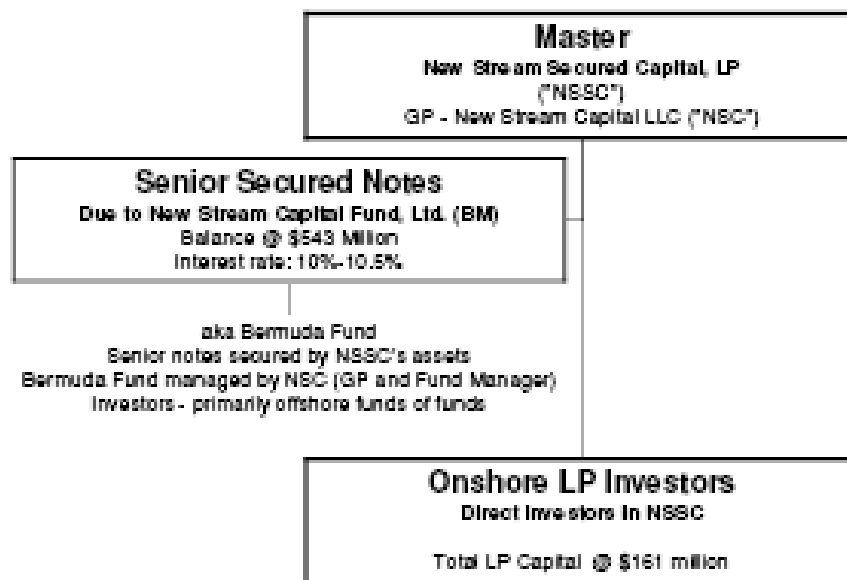 Master
New Stream Secured Capital, LP
("NSSC")
GP - New Stream Capital LLC ("NSC")
Senior Secured Notes
Due to New Stream Capital Fund, Ltd. (BM)
Balance @ $543 Million
Interest rate: 10%-10.5%
aka Bermuda Fund
Senior notes secured by NSSC's assets
Bermuda Fund managed by NSC (GP and Fund Manager)
Investors - primarily offshore funds of funds
Onshore LP Investors
Direct Investors in NSSC
Total LP Capital @ $161 million